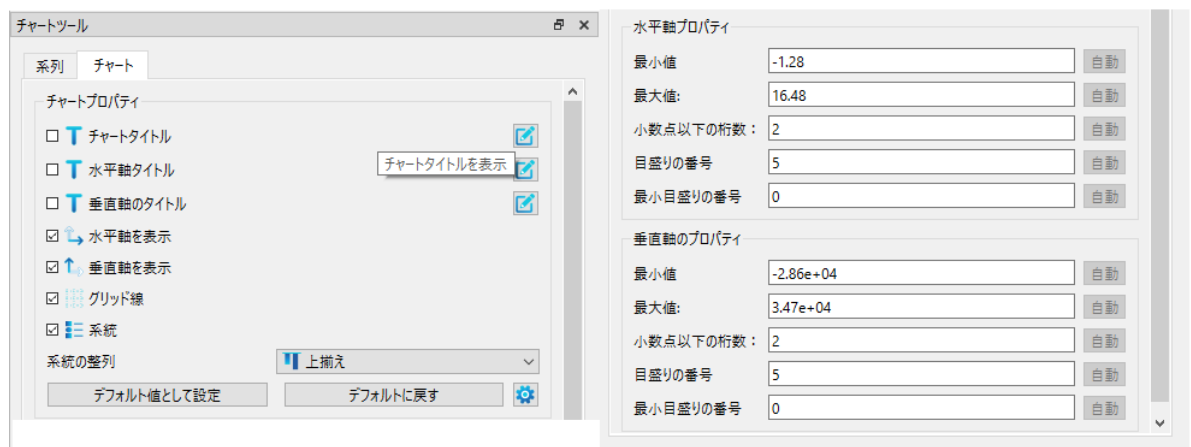 チャートツール
系列 チャート
チャートプロパティ
チャートタイトル
チャートタイトルを表示
水平軸タイトル
垂直軸のタイトル
水平軸を表示
垂直軸を表示
グリッド線
系統
系統の整列 上揃え
デフォルト値として設定 デフォルトに戻す
水平軸プロパティ
最小値 -1.28 自動
最大値: 16.48 自動
小数点以下の桁数： 2
目盛りの番号 5 自動
最小目盛りの番号 0 自動
垂直軸のプロパティ
最小値 -2.86e+04 自動
最大値: 3.47e+04 自動
小数点以下の桁数： 2 自動
目盛りの番号 5 自動
最小目盛りの番号 0 自動